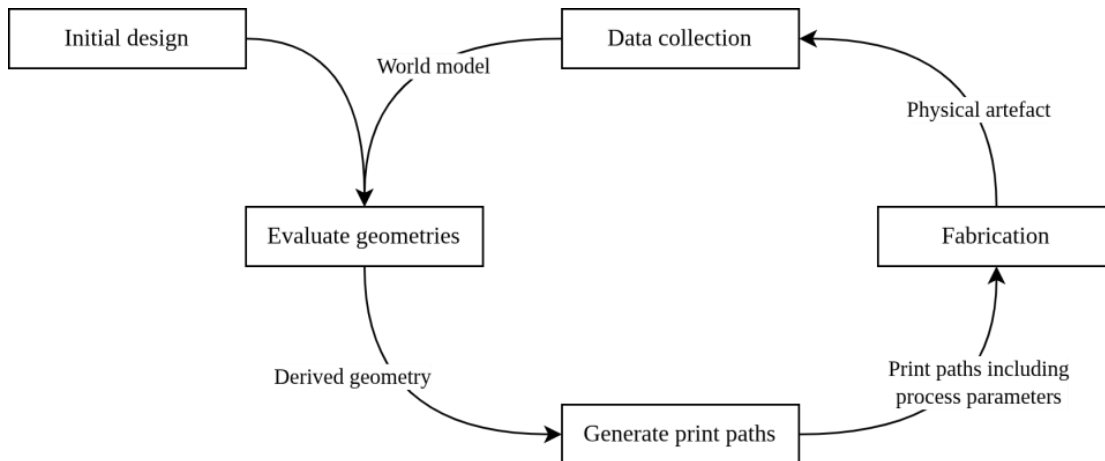 Initial design
Data collection
World model
Physical artefact
Evaluate geometries
Fabrication
Derived geometry
Print paths including
process parameters
Generate print paths